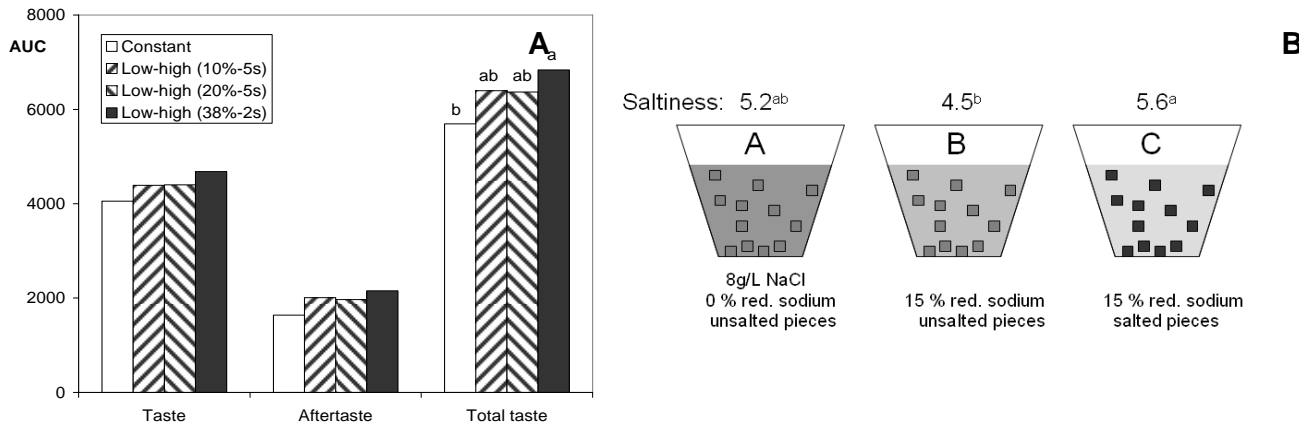 8000
AUC
A
B
Constant
Low-high (10%-5s)
Low-high (20%-5s)
Low-high (38%-2s)
6000
4000
2000
0
b
ab
ab
a
Taste
Aftertaste
Total taste
Saltiness: 5.2ᵃᵇ 4.5ᵇ 5.6ᵃ
A B C
8g/L NaCl
0 % red. sodium
unsalted pieces
15 % red. sodium
unsalted pieces
15 % red. sodium
salted pieces